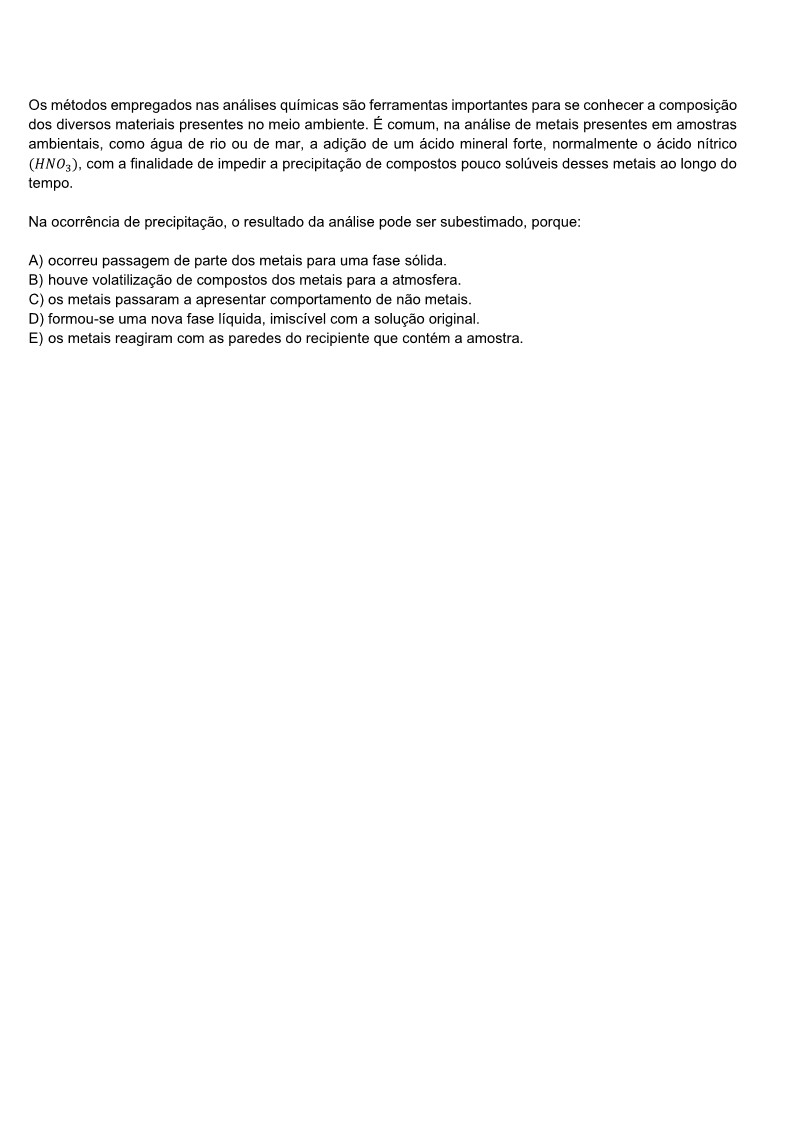 Os métodos empregados nas análises químicas são ferramentas importantes para se conhecer a composição
dos diversos materiais presentes no meio ambiente. É comum, na análise de metais presentes em amostras
ambientais, como água de rio ou de mar, a adição de um ácido mineral forte, normalmente o ácido nítrico
(HNO₃), com a finalidade de impedir a precipitação de compostos pouco solúveis desses metais ao longo do
tempo.
Na ocorrência de precipitação, o resultado da análise pode ser subestimado, porque:
A) ocorreu passagem de parte dos metais para uma fase sólida.
B) houve volatilização de compostos dos metais para a atmosfera.
C) os metais passaram a apresentar comportamento de não metais.
D) formou-se uma nova fase líquida, imiscível com a solução original.
E) os metais reagiram com as paredes do recipiente que contém a amostra.